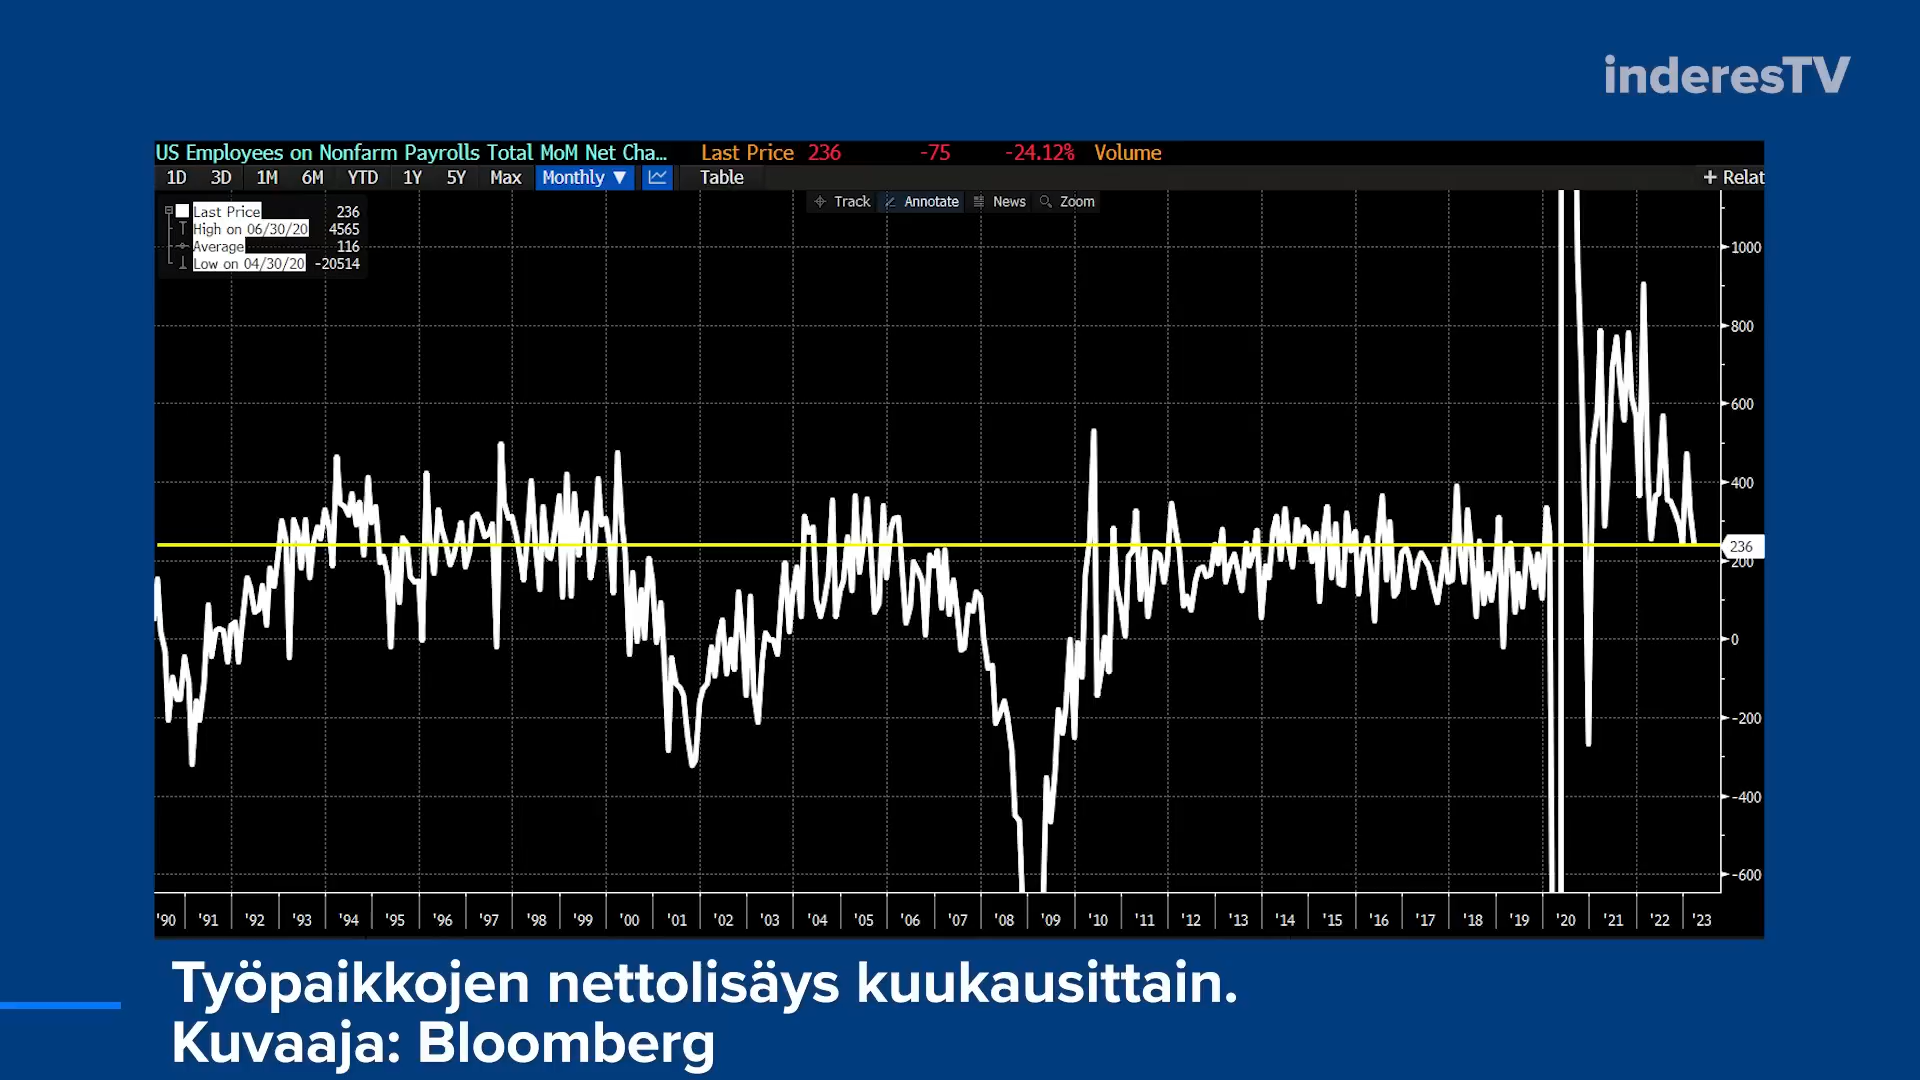 inderesTV
US Employees on Nonfarm Payrolls Total MoM Net Cha... Last Price 236 -75 -24.12% Volume
1D 3D 1M 6M YTD 1Y 5Y Max Monthly ▼ Table + Relat
Track Annotate News Zoom
Last Price 236
High on 06/30/20 4565
Average 116
Low on 04/30/20 -20514
1000
800
600
400
236
200
0
-200
-400
-600
'90 '91 '92 '93 '94 '95 '96 '97 '98 '99 '00 '01 '02 '03 '04 '05 '06 '07 '08 '09 '10 '11 '12 '13 '14 '15 '16 '17 '18 '19 '20 '21 '22 '23
Työpaikkojen nettolisäys kuukausittain.
Kuvaaja: Bloomberg